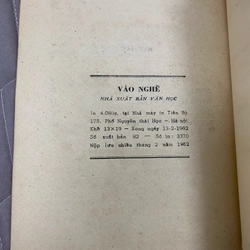 VÀO NGHỀ
NHÀ XUẤT BẢN VĂN HỌC
In 4.080q, tại Nhà máy in Tiến Bộ
175, Phố Nguyễn thái Học — Hà nội
Khổ 13×19 — Xong ngày 13-2-1962
Số xuất bản 82 — Số in: 3370
Nộp lưu chiểu tháng 2 năm 1962